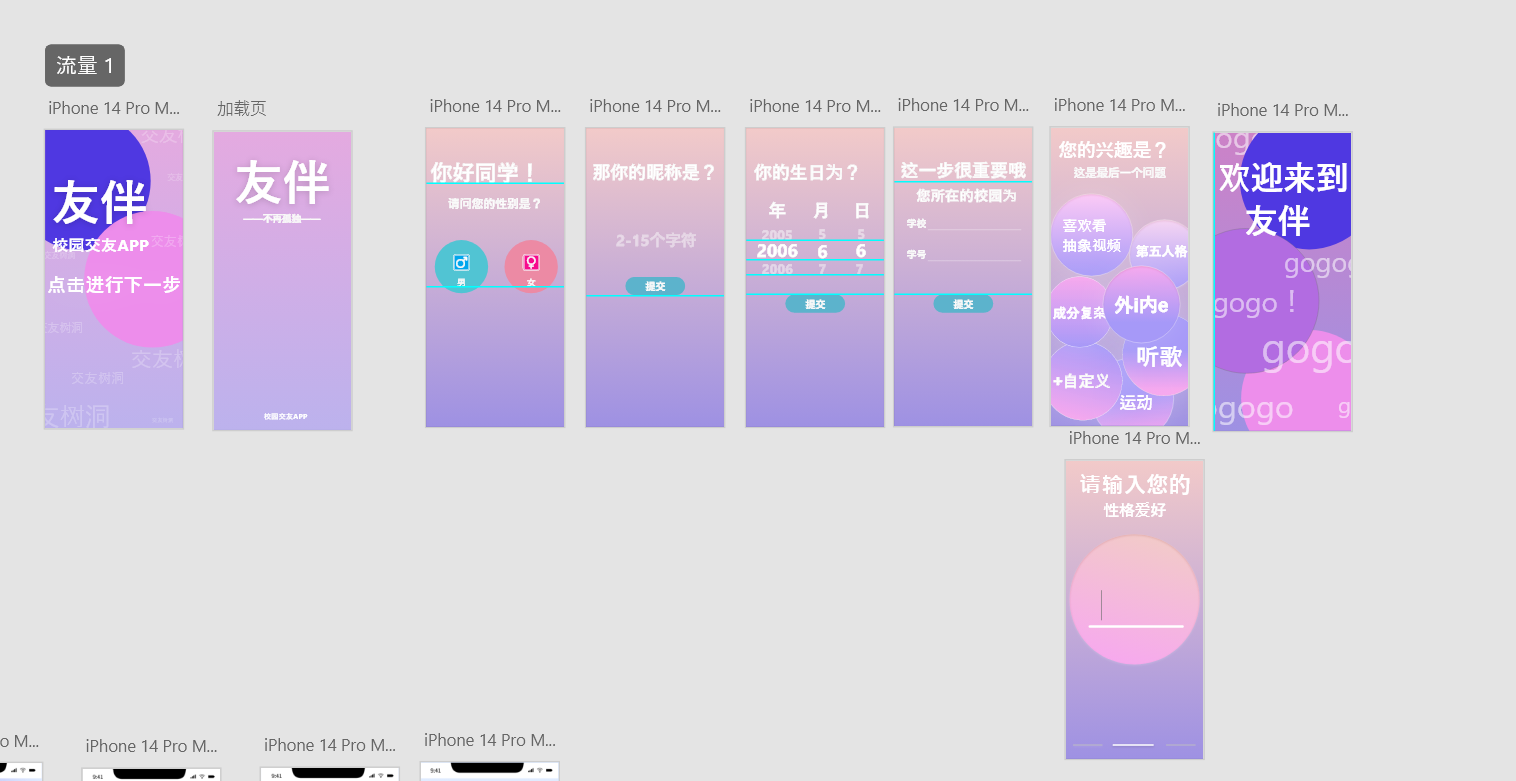 流量 1
iPhone 14 Pro M...
加载页
iPhone 14 Pro M...
iPhone 14 Pro M...
iPhone 14 Pro M...
iPhone 14 Pro M...
iPhone 14 Pro M...
iPhone 14 Pro M...
交友树
交友
友伴
校园交友APP
交友树
点击进行下一步
友树洞
交友树
交友树洞
友树洞
友伴
不再孤独
校园交友APP
你好同学！
请问您的性别是？
男
女
那你的昵称是？
2-15个字符
提交
你的生日为？
年 月 日
2005 5 5
2006 6 6
2006 7 7
提交
这一步很重要哦
您所在的校园为
学校
学号
提交
您的兴趣是？
这是最后一个问题
喜欢看
抽象视频
第五人格
成分复杂
外i内e
听歌
+自定义
运动
ogo
欢迎来到
友伴
gogo
gogo！
gogo
gogo
g
iPhone 14 Pro M...
请输入您的
性格爱好
o M...
iPhone 14 Pro M...
iPhone 14 Pro M...
iPhone 14 Pro M...
9:41
9:41
9:41